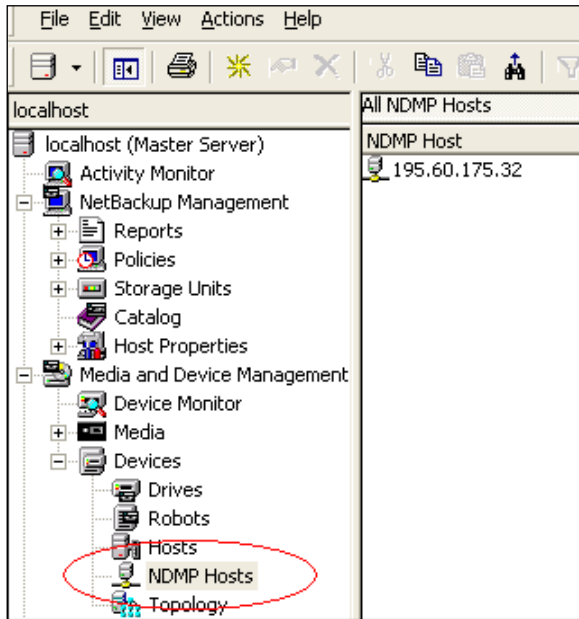 File Edit View Actions Help
localhost
All NDMP Hosts
localhost (Master Server)
NDMP Host
Activity Monitor
195.60.175.32
NetBackup Management
Reports
Policies
Storage Units
Catalog
Host Properties
Media and Device Management
Device Monitor
Media
Devices
Drives
Robots
Hosts
NDMP Hosts
Topology